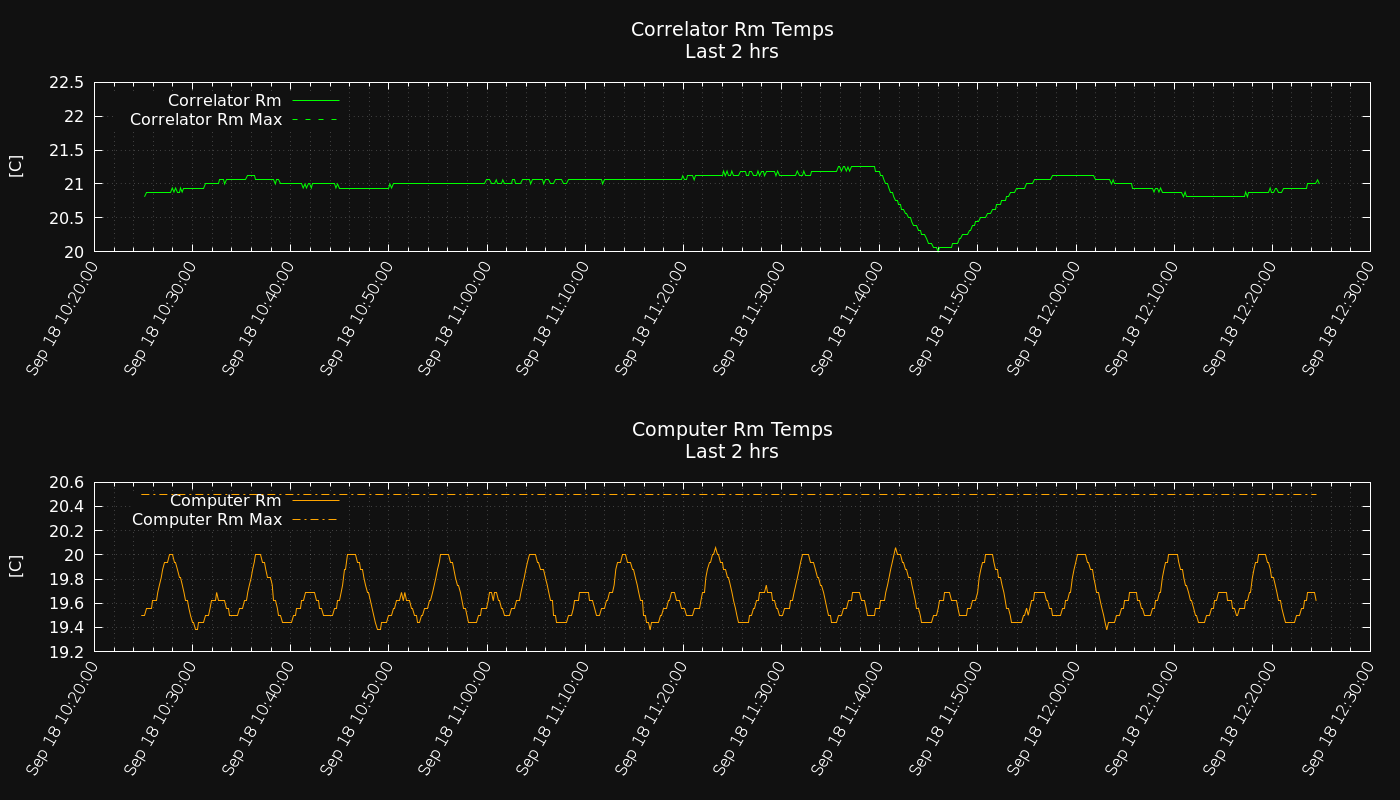 Correlator Rm Temps
Last 2 hrs
22.5
22
21.5
21
20.5
20
[C]
Correlator Rm
Correlator Rm Max
Sep 18 10:20:00
Sep 18 10:30:00
Sep 18 10:40:00
Sep 18 10:50:00
Sep 18 11:00:00
Sep 18 11:10:00
Sep 18 11:20:00
Sep 18 11:30:00
Sep 18 11:40:00
Sep 18 11:50:00
Sep 18 12:00:00
Sep 18 12:10:00
Sep 18 12:20:00
Sep 18 12:30:00
Computer Rm Temps
Last 2 hrs
20.6
20.4
20.2
20
19.8
19.6
19.4
19.2
[C]
Computer Rm
Computer Rm Max
Sep 18 10:20:00
Sep 18 10:30:00
Sep 18 10:40:00
Sep 18 10:50:00
Sep 18 11:00:00
Sep 18 11:10:00
Sep 18 11:20:00
Sep 18 11:30:00
Sep 18 11:40:00
Sep 18 11:50:00
Sep 18 12:00:00
Sep 18 12:10:00
Sep 18 12:20:00
Sep 18 12:30:00